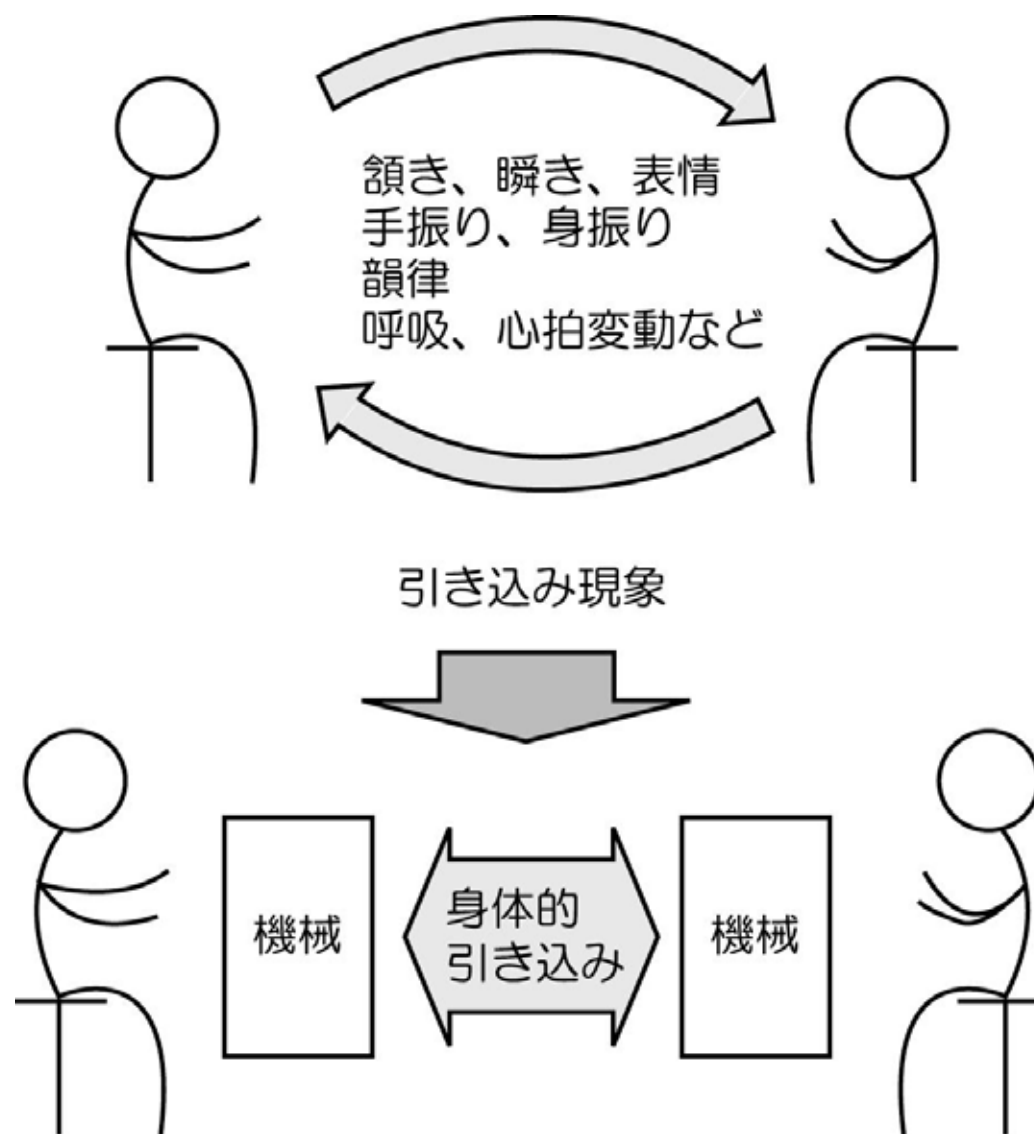 頷き、瞬き、表情
手振り、身振り
韻律
呼吸、心拍変動など
引き込み現象
機械
身体的
引き込み
機械